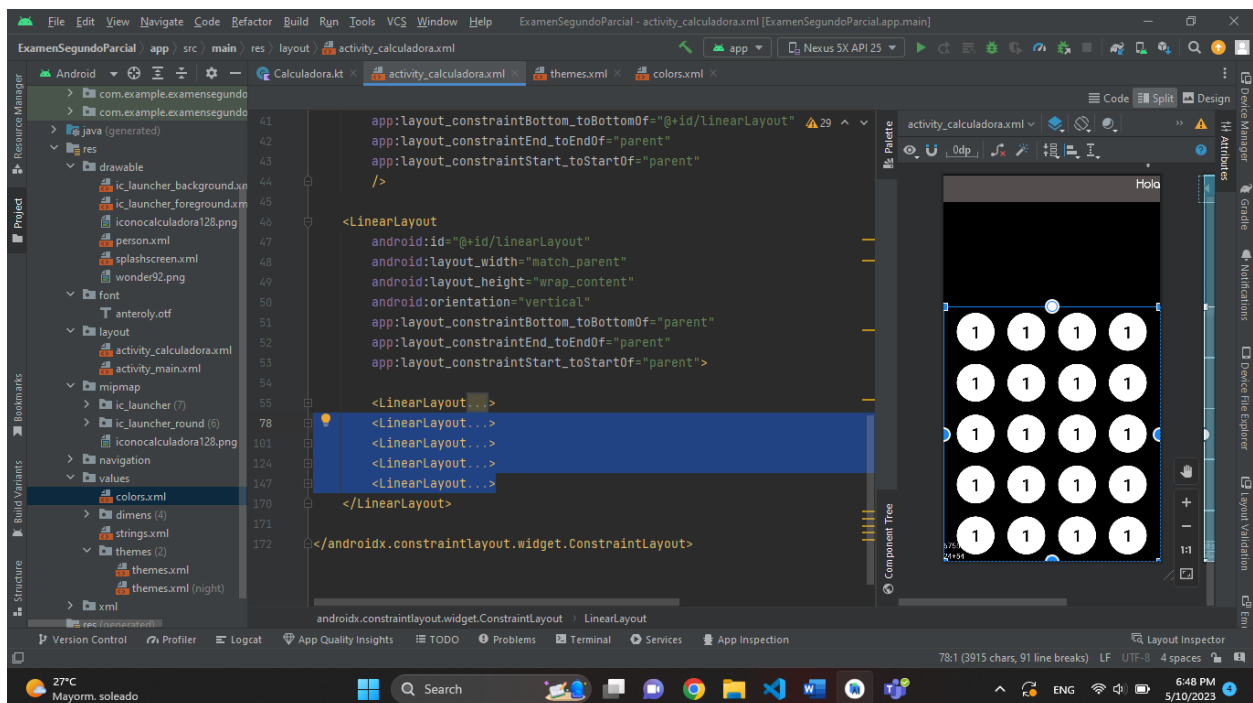 File Edit View Navigate Code Refactor Build Run Tools VCS Window Help ExamenSegundoParcial - activity_calculadora.xml [ExamenSegundoParcial.app.main]
ExamenSegundoParcial app src main res layout activity_calculadora.xml app Nexus 5X API 25
Android Calculadora.kt activity_calculadora.xml themes.xml colors.xml
Code Split Design
Resource Manager
Project
Bookmarks
Build Variants
Structure
com.example.examensegundo
com.example.examensegundo
java (generated)
res
drawable
ic_launcher_background.xn
ic_launcher_foreground.xm
iconocalculadora128.png
person.xml
splashscreen.xml
wonder92.png
font
anteroly.otf
layout
activity_calculadora.xml
activity_main.xml
mipmap
ic_launcher (7)
ic_launcher_round (6)
iconocalculadora128.png
navigation
values
colors.xml
dimens (4)
strings.xml
themes (2)
themes.xml
themes.xml (night)
xml
res (generated)
29
41 app:layout_constraintBottom_toBottomOf="@+id/linearLayout"
42 app:layout_constraintEnd_toEndOf="parent"
43 app:layout_constraintStart_toStartOf="parent"
44 />
45
46 <LinearLayout
47 android:id="@+id/linearLayout"
48 android:layout_width="match_parent"
49 android:layout_height="wrap_content"
50 android:orientation="vertical"
51 app:layout_constraintBottom_toBottomOf="parent"
52 app:layout_constraintEnd_toEndOf="parent"
53 app:layout_constraintStart_toStartOf="parent">
54
55 <LinearLayout...>
78 <LinearLayout...>
101 <LinearLayout...>
124 <LinearLayout...>
147 <LinearLayout...>
170 </LinearLayout>
171
172 </androidx.constraintlayout.widget.ConstraintLayout>
androidx.constraintlayout.widget.ConstraintLayout LinearLayout
Palette
Component Tree
activity_calculadora.xml
0dp
Hola
1 1 1 1
1 1 1 1
1 1 1 1
1 1 1 1
1 1 1 1
24+54
1:1
Attributes
Device Manager
Gradle
Notifications
Device File Explorer
Layout Validation
Version Control Profiler Logcat App Quality Insights TODO Problems Terminal Services App Inspection Layout Inspector
78:1 (3915 chars, 91 line breaks) LF UTF-8 4 spaces
27°C
Mayorm. soleado
Search
ENG
6:48 PM
5/10/2023
4